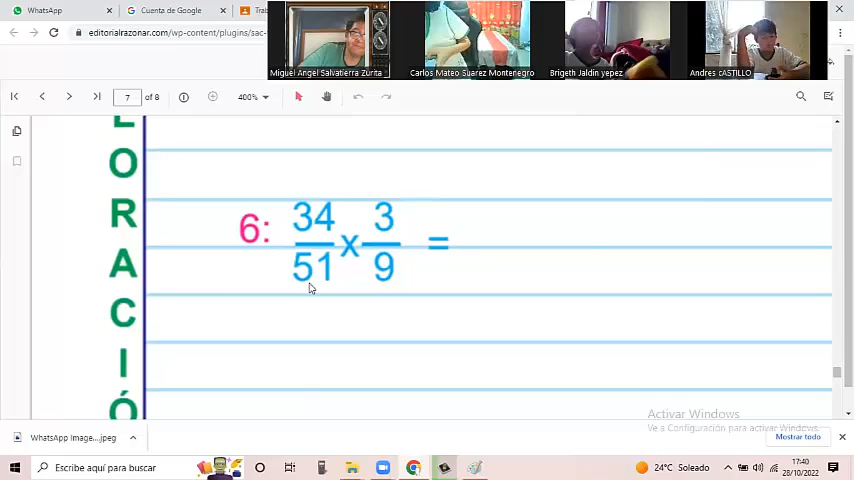 WhatsApp
Cuenta de Google
Trab
editorialrazonar.com/wp-content/plugins/sac-
Miguel Angel Salvatierra Zurita
Carlos Mateo Suarez Montenegro
Brigeth Jaldin yepez
Andres cASTILLO
7 of 8
400%
L
O
R
A
C
I
Ó
6: 34/51 x 3/9 =
Activar Windows
Ve a Configuración para activar Windows.
WhatsApp Image....jpeg
Mostrar todo
Escribe aquí para buscar
24°C Soleado
17:40
28/10/2022